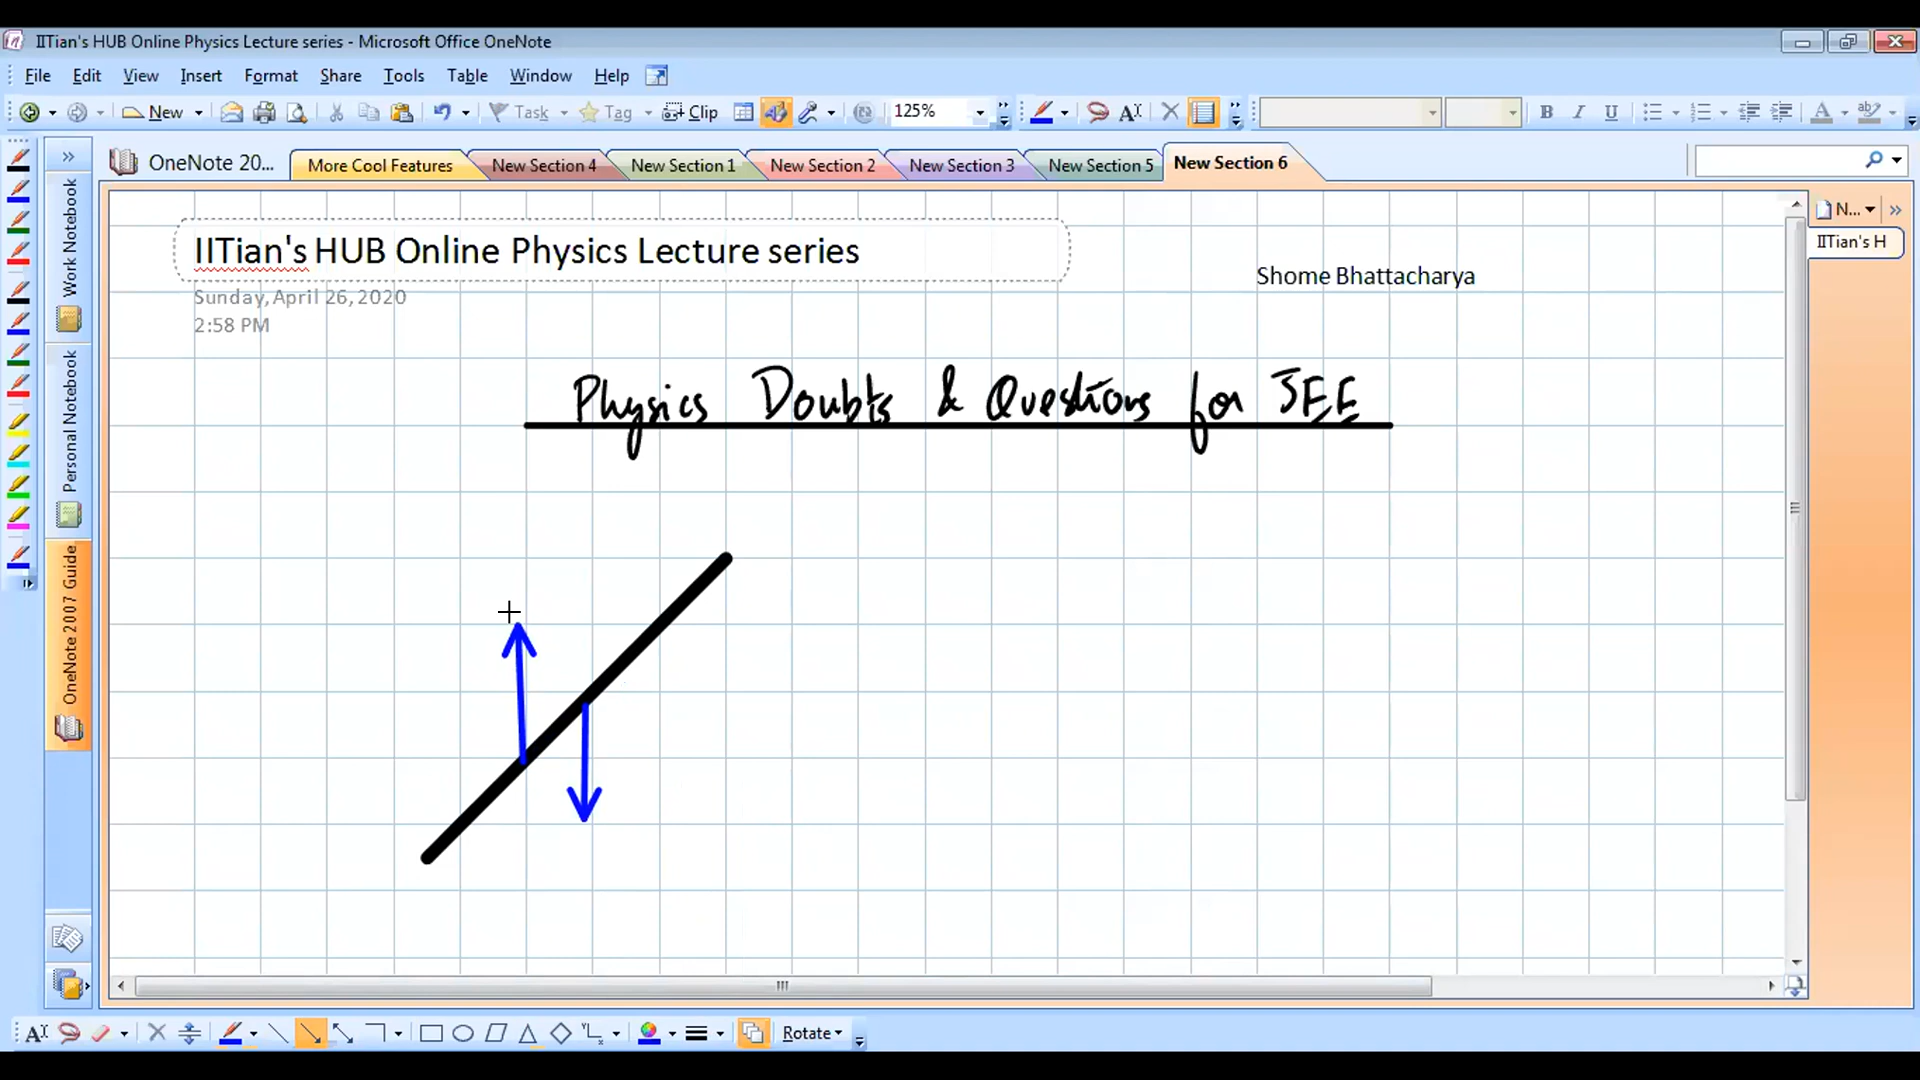 IITian's HUB Online Physics Lecture series - Microsoft Office OneNote
File Edit View Insert Format Share Tools Table Window Help
New Task Tag Clip 125% B I U A ab
OneNote 20... More Cool Features New Section 4 New Section 1 New Section 2 New Section 3 New Section 5 New Section 6
N...
IITian's H
Work Notebook
Personal Notebook
OneNote 2007 Guide
IITian's HUB Online Physics Lecture series
Shome Bhattacharya
Sunday, April 26, 2020
2:58 PM
Physics Doubts & Questions for JEE
Rotate